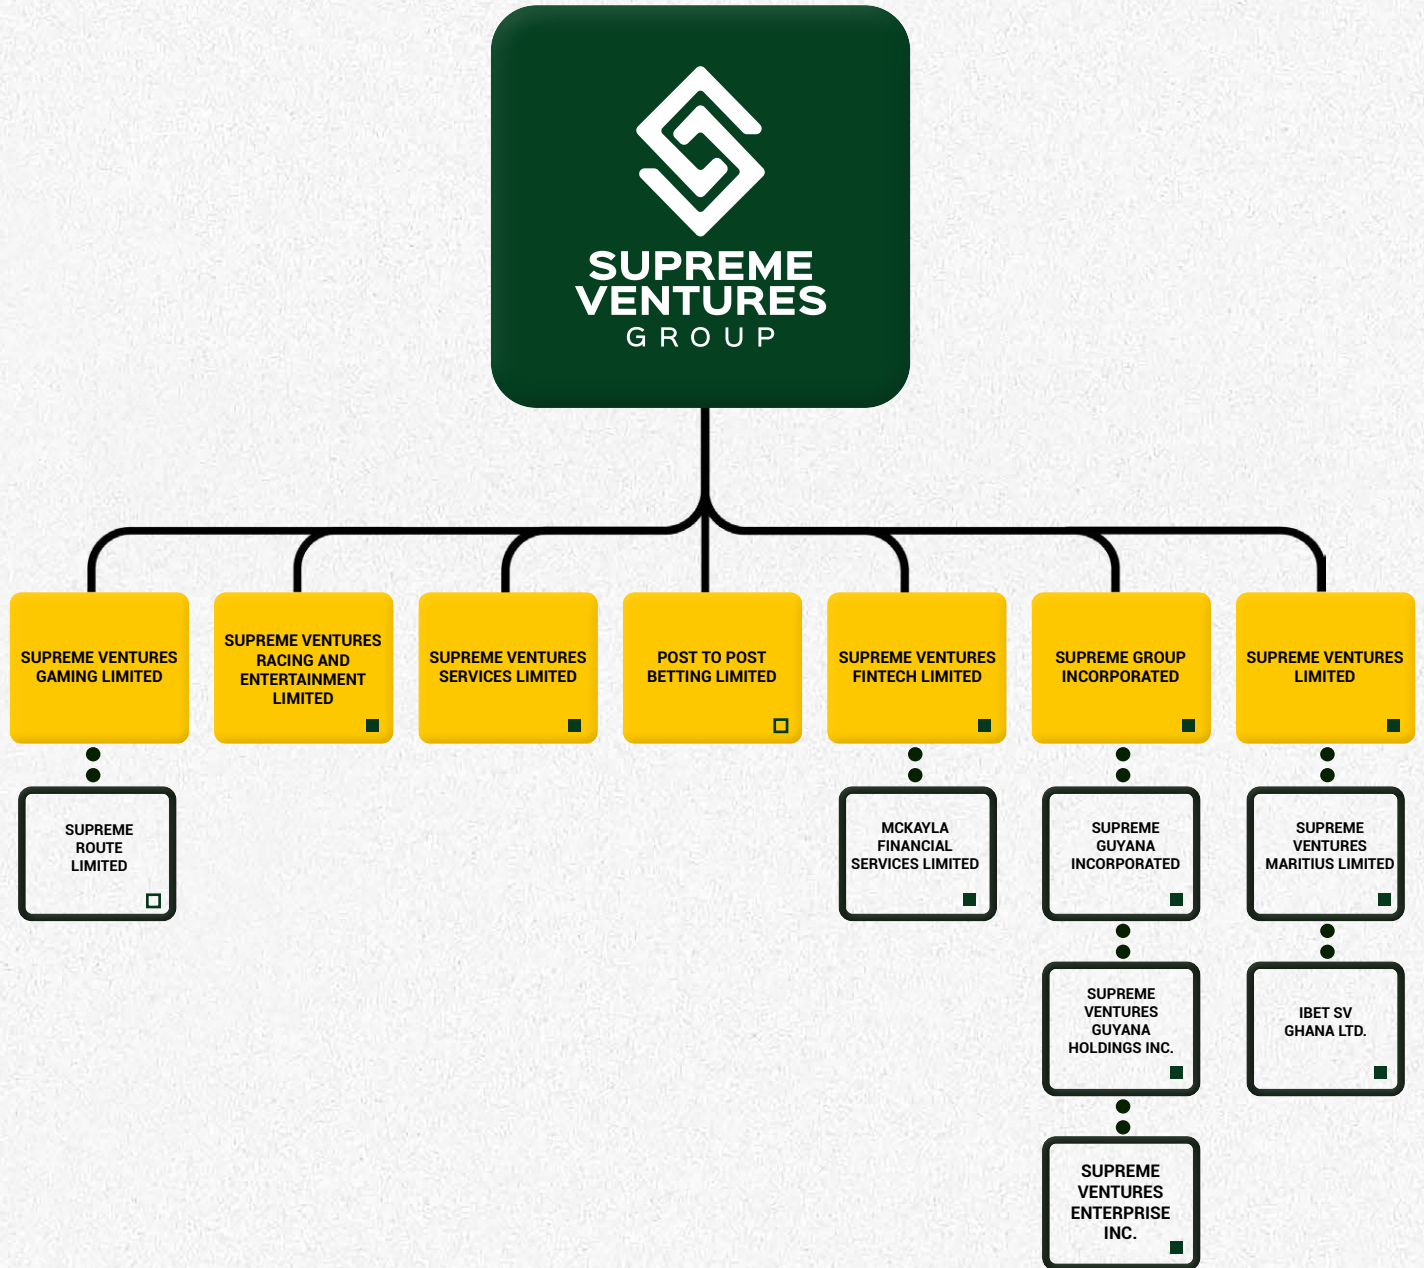 SUPREME
VENTURES
GROUP
SUPREME VENTURES
GAMING LIMITED
SUPREME VENTURES
RACING AND
ENTERTAINMENT
LIMITED
SUPREME VENTURES
SERVICES LIMITED
POST TO POST
BETTING LIMITED
SUPREME VENTURES
FINTECH LIMITED
SUPREME GROUP
INCORPORATED
SUPREME VENTURES
LIMITED
SUPREME
ROUTE
LIMITED
MCKAYLA
FINANCIAL
SERVICES LIMITED
SUPREME
GUYANA
INCORPORATED
SUPREME
VENTURES
MARITIUS LIMITED
SUPREME
VENTURES
GUYANA
HOLDINGS INC.
IBET SV
GHANA LTD.
SUPREME
VENTURES
ENTERPRISE
INC.